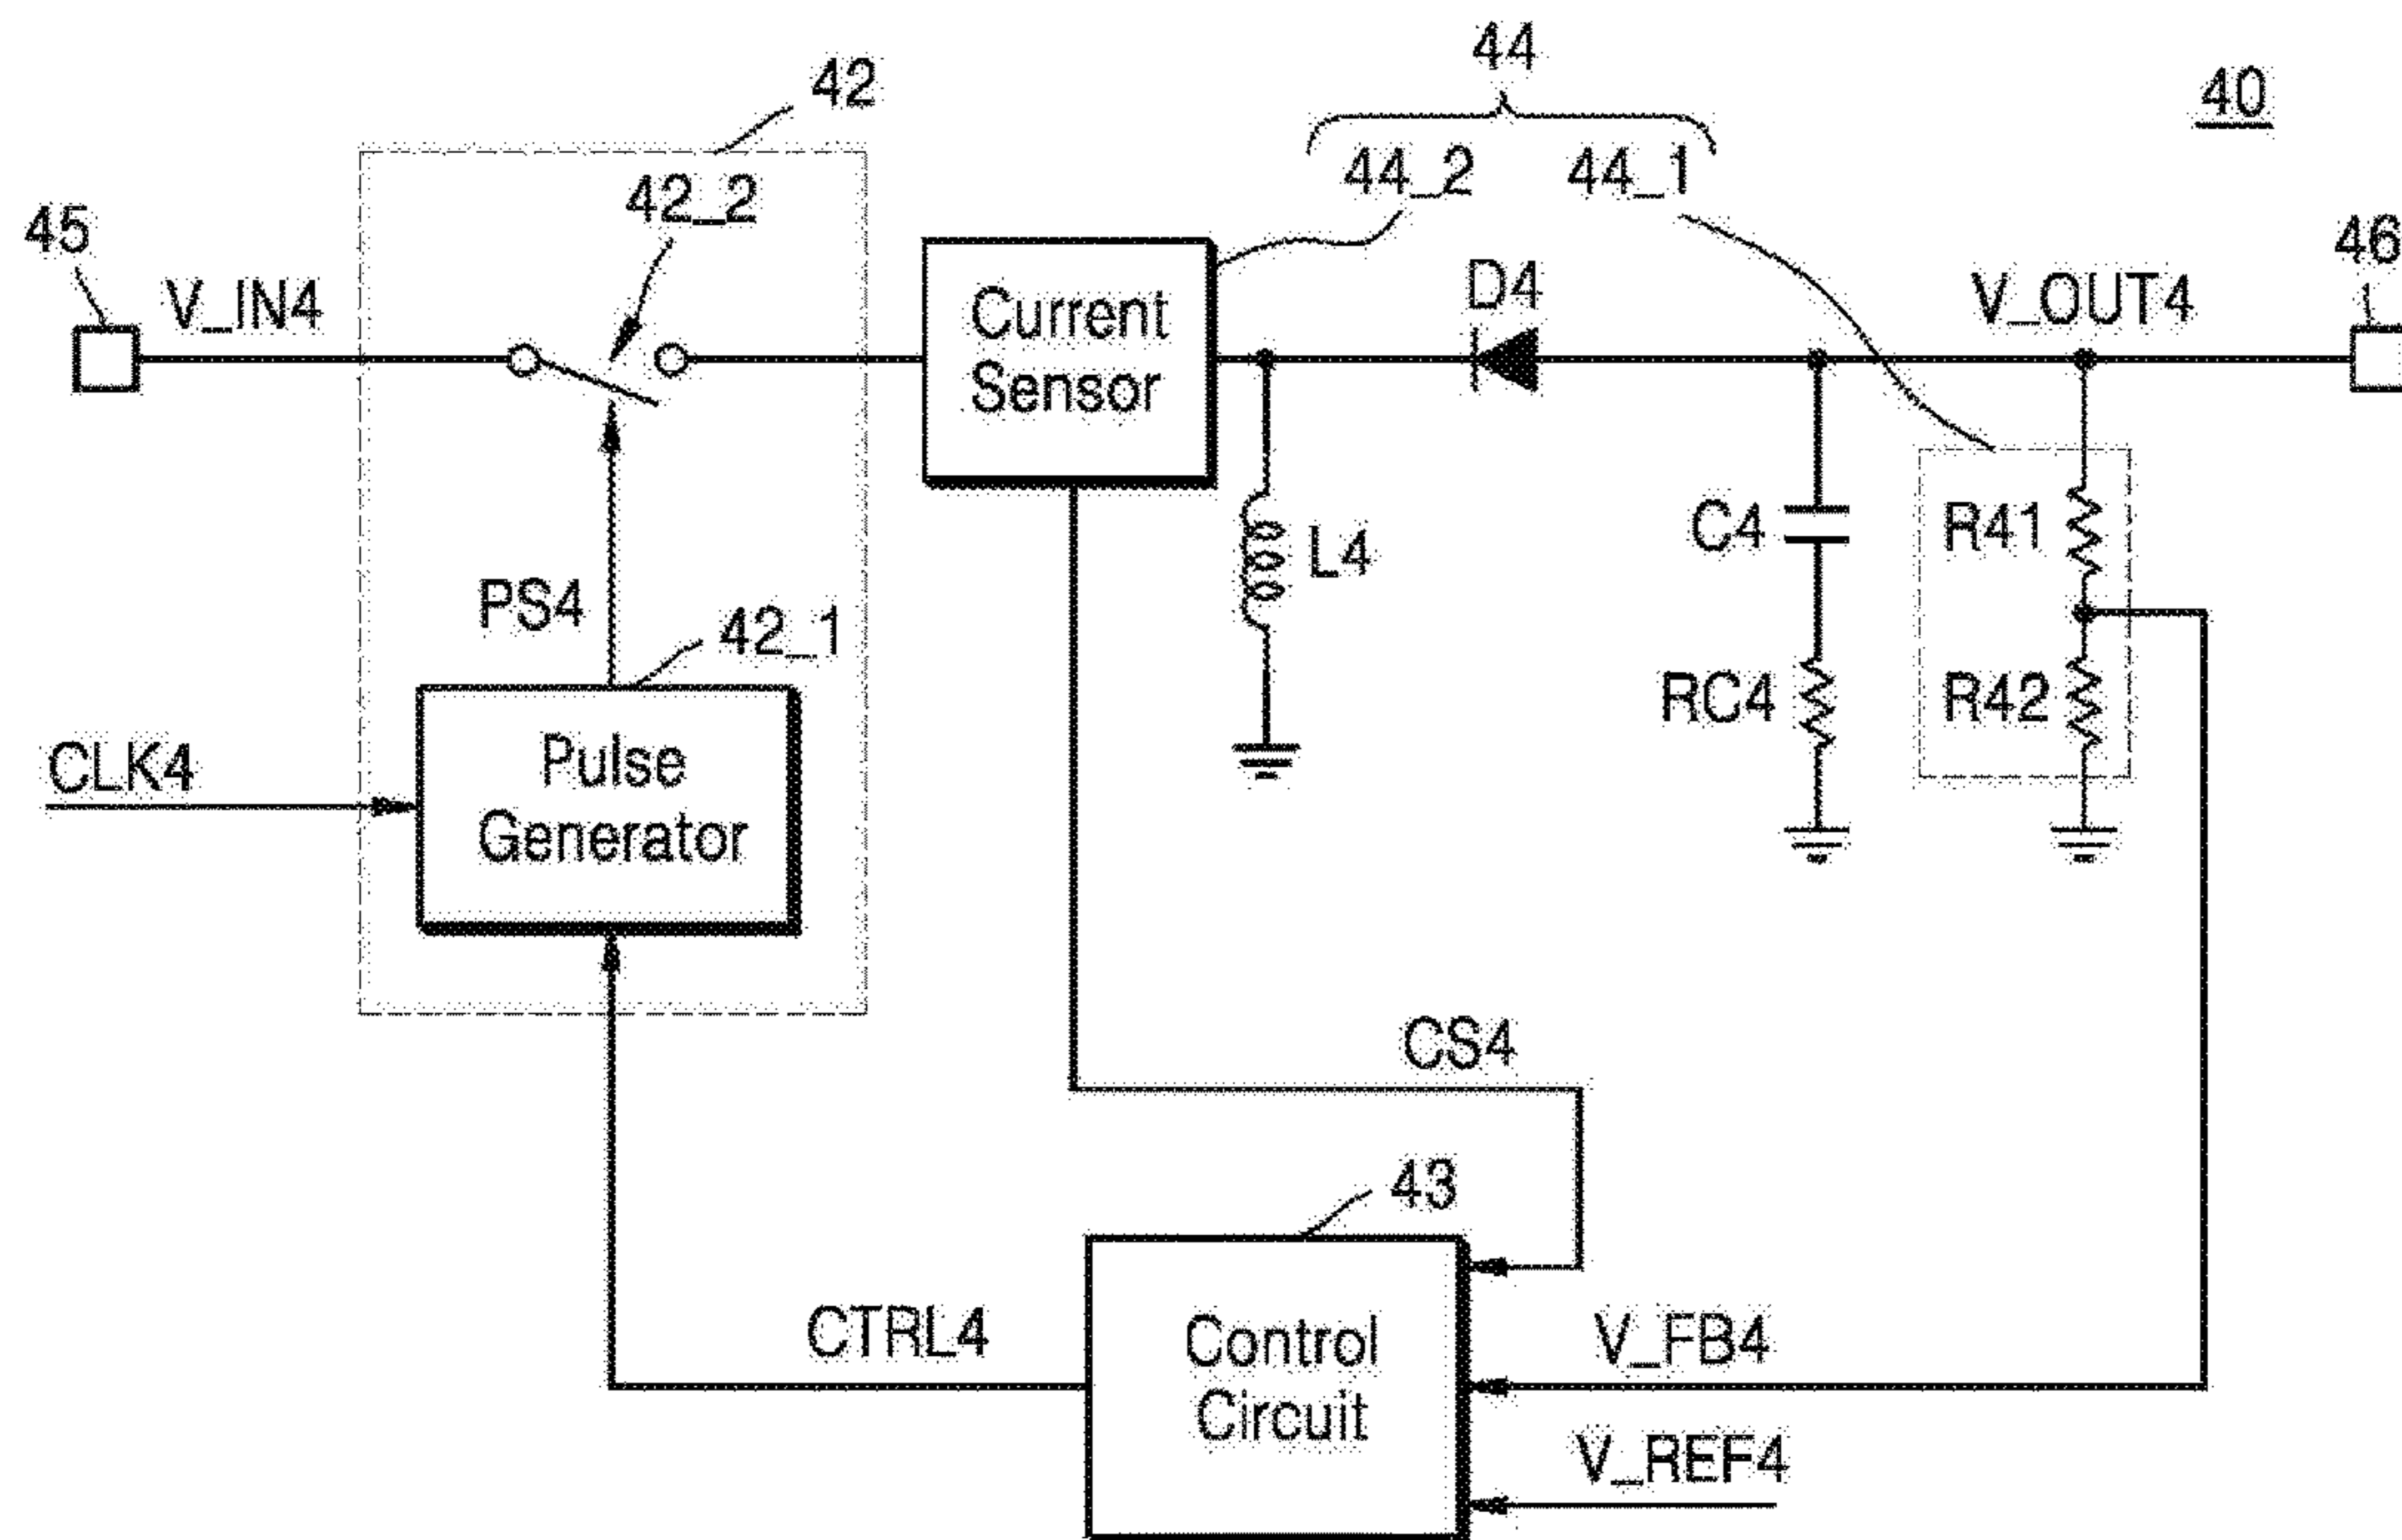 44
40
42
44_2
44_1
42_2
45
46
V_IN4
Current
Sensor
D4
V_OUT4
C4
R41
L4
PS4
42_1
RC4
R42
CLK4
Pulse
Generator
CS4
43
CTRL4
Control
Circuit
V_FB4
V_REF4